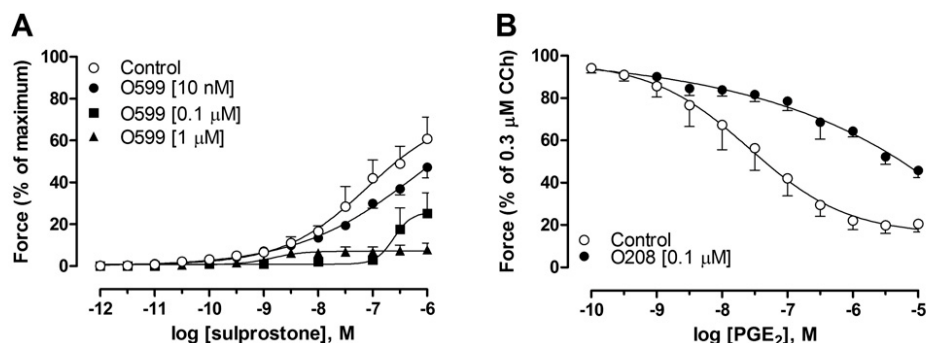 A
Control
O599 [10 nM]
O599 [0.1 µM]
O599 [1 µM]
Force (% of maximum)
100
80
60
40
20
0
-12 -11 -10 -9 -8 -7 -6
log [sulprostone], M
B
Force (% of 0.3 µM CCh)
100
80
60
40
20
0
Control
O208 [0.1 µM]
-10 -9 -8 -7 -6 -5
log [PGE₂], M